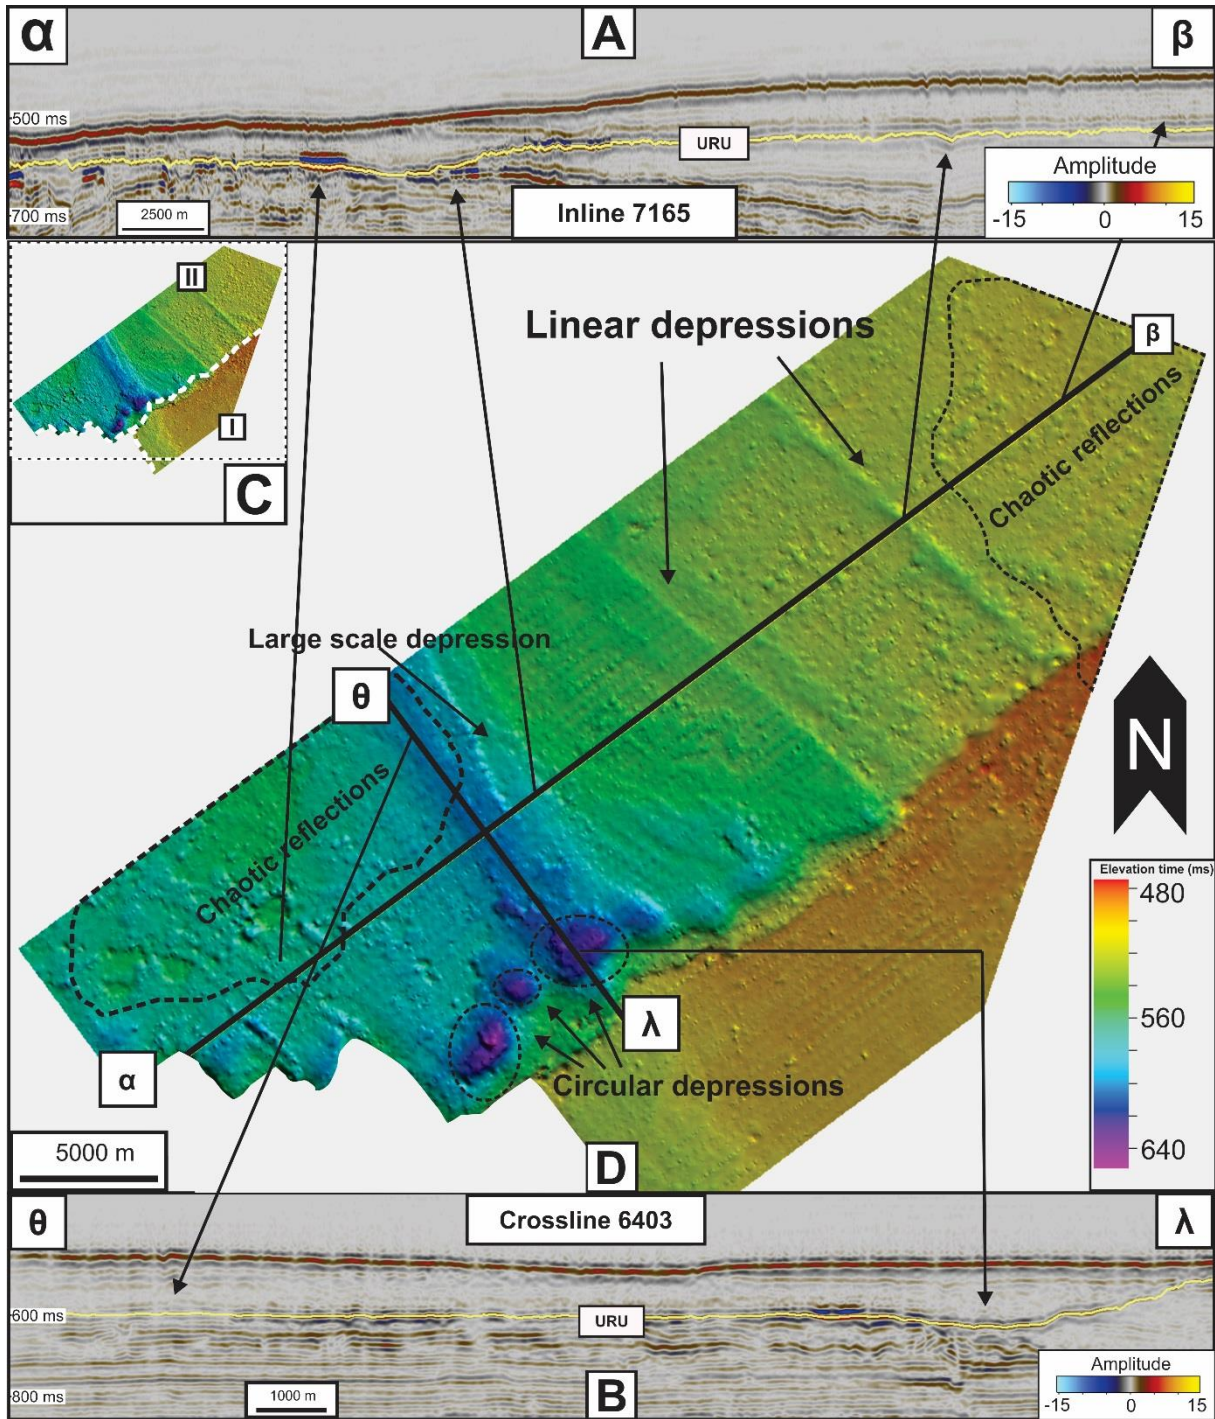 α
A
β
500 ms
URU
Amplitude
-15
0
15
700 ms
2500 m
Inline 7165
II
I
C
Linear depressions
β
Chaotic reflections
Large scale depression
θ
N
Chaotic reflections
Elevation time (ms)
480
560
640
λ
α
Circular depressions
5000 m
D
θ
Crossline 6403
λ
600 ms
URU
Amplitude
-15
0
15
800 ms
1000 m
B